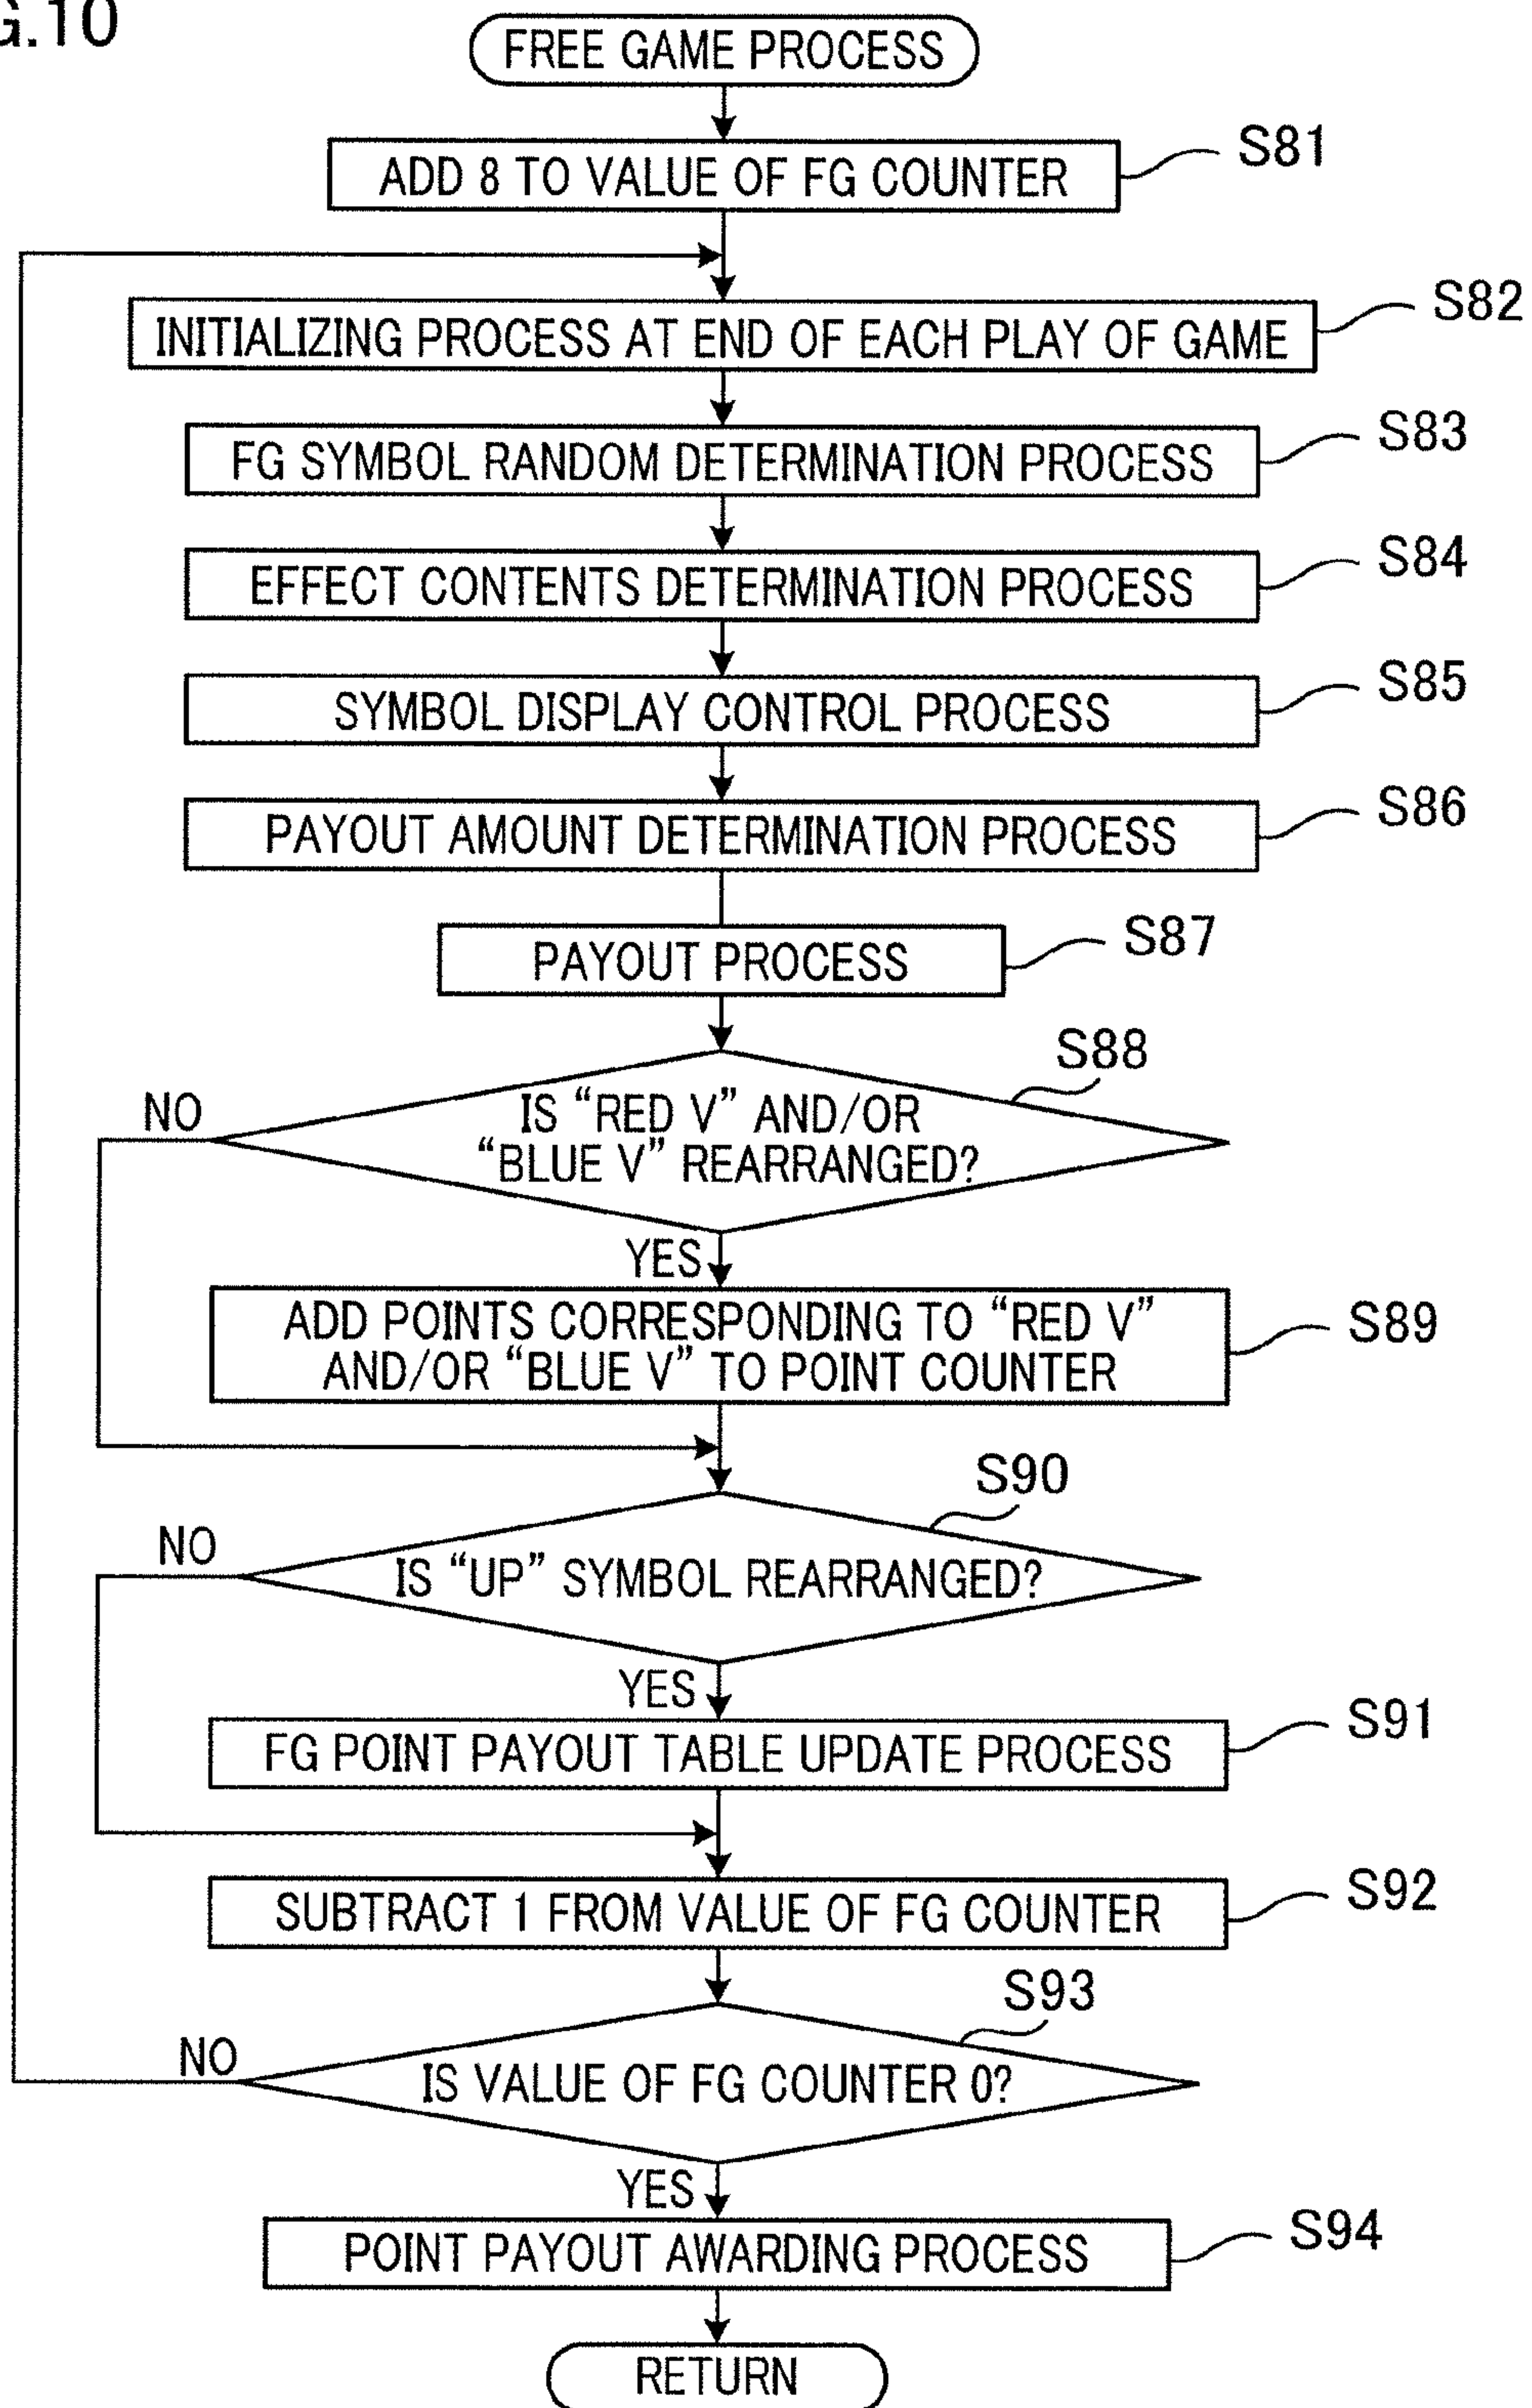 G.10
FREE GAME PROCESS
ADD 8 TO VALUE OF FG COUNTER
S81
INITIALIZING PROCESS AT END OF EACH PLAY OF GAME
S82
FG SYMBOL RANDOM DETERMINATION PROCESS
S83
EFFECT CONTENTS DETERMINATION PROCESS
S84
SYMBOL DISPLAY CONTROL PROCESS
S85
PAYOUT AMOUNT DETERMINATION PROCESS
S86
PAYOUT PROCESS
S87
S88
NO
IS “RED V” AND/OR
“BLUE V” REARRANGED?
YES
ADD POINTS CORRESPONDING TO “RED V”
AND/OR “BLUE V” TO POINT COUNTER
S89
S90
NO
IS “UP” SYMBOL REARRANGED?
YES
FG POINT PAYOUT TABLE UPDATE PROCESS
S91
SUBTRACT 1 FROM VALUE OF FG COUNTER
S92
S93
NO
IS VALUE OF FG COUNTER 0?
YES
POINT PAYOUT AWARDING PROCESS
S94
RETURN